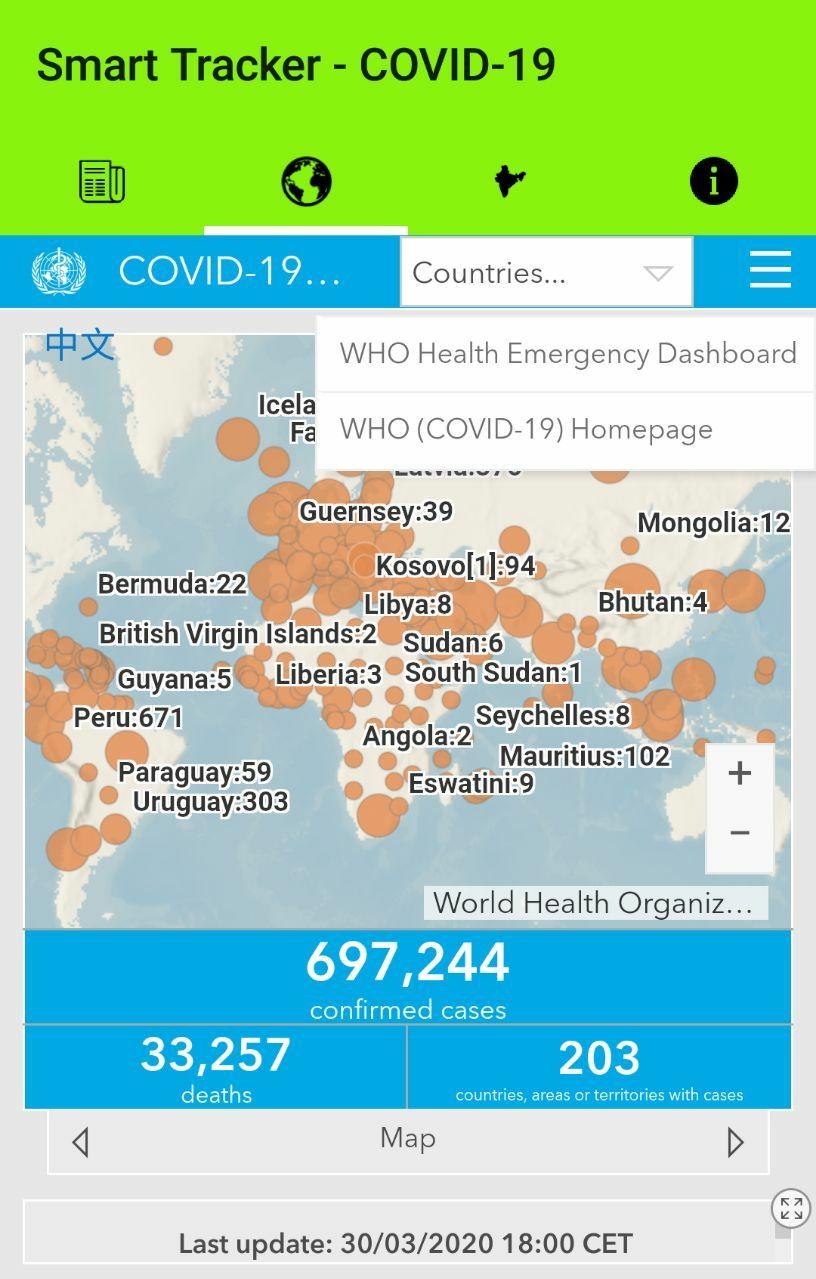 Smart Tracker - COVID-19
COVID-19...
Countries...
中文
WHO Health Emergency Dashboard
WHO (COVID-19) Homepage
Icela
Fa
Guernsey:39
Mongolia:12
Kosovo[1]:94
Bermuda:22
Libya:8
Bhutan:4
British Virgin Islands:2
Sudan:6
Guyana:5
Liberia:3
South Sudan:1
Peru:671
Seychelles:8
Angola:2
Mauritius:102
Paraguay:59
Eswatini:9
Uruguay:303
+
−
World Health Organiz...
697,244
confirmed cases
33,257
deaths
203
countries, areas or territories with cases
Map
Last update: 30/03/2020 18:00 CET